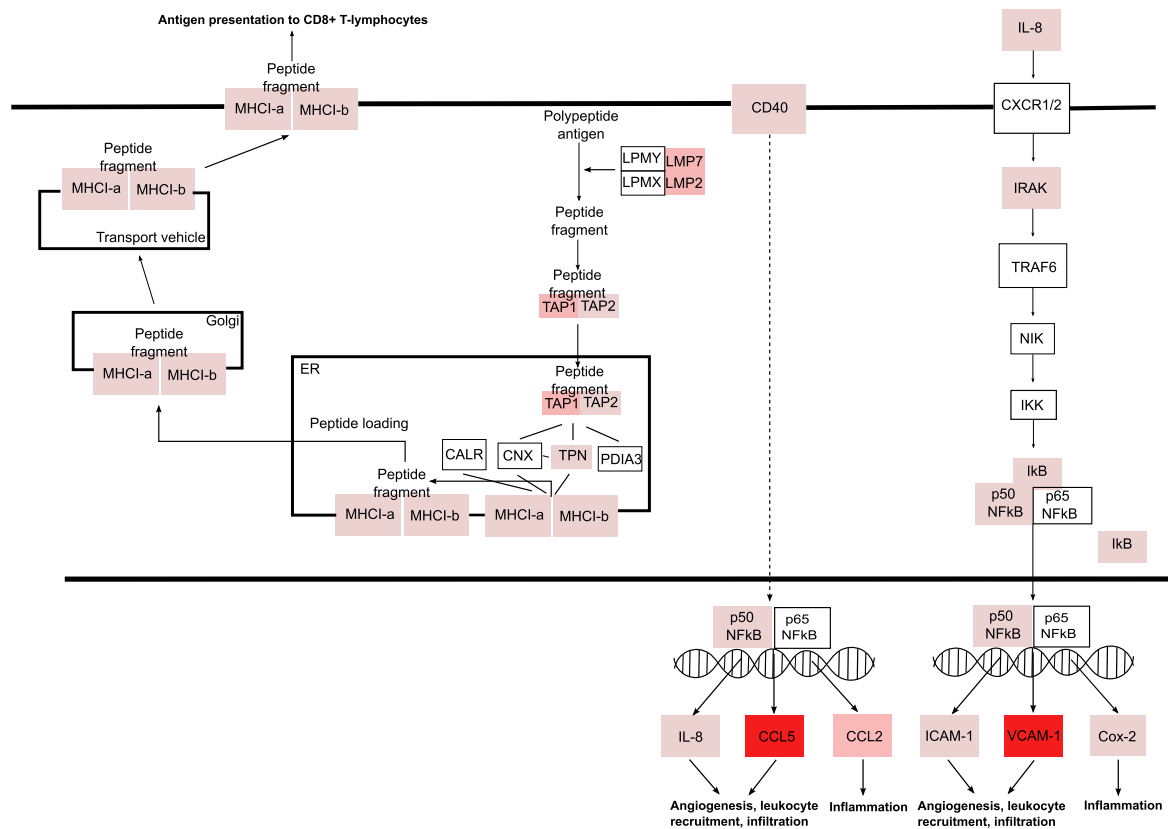 Antigen presentation to CD8+ T-lymphocytes
Peptide
fragment
MHCI-a
MHCI-b
Peptide
fragment
MHCI-a
MHCI-b
Transport vehicle
Golgi
Peptide
fragment
MHCI-a
MHCI-b
Polypeptide
antigen
LPMY
LMP7
LPMX
LMP2
Peptide
fragment
Peptide
fragment
TAP1
TAP2
ER
Peptide
fragment
TAP1
TAP2
Peptide loading
CALR
CNX
TPN
PDIA3
Peptide
fragment
MHCI-a
MHCI-b
MHCI-a
MHCI-b
CD40
IL-8
CXCR1/2
IRAK
TRAF6
NIK
IKK
IkB
p50
NFkB
p65
NFkB
IkB
p50
NFkB
p65
NFkB
IL-8
CCL5
CCL2
Angiogenesis, leukocyte
recruitment, infiltration
Inflammation
p50
NFkB
p65
NFkB
ICAM-1
VCAM-1
Cox-2
Angiogenesis, leukocyte
recruitment, infiltration
Inflammation